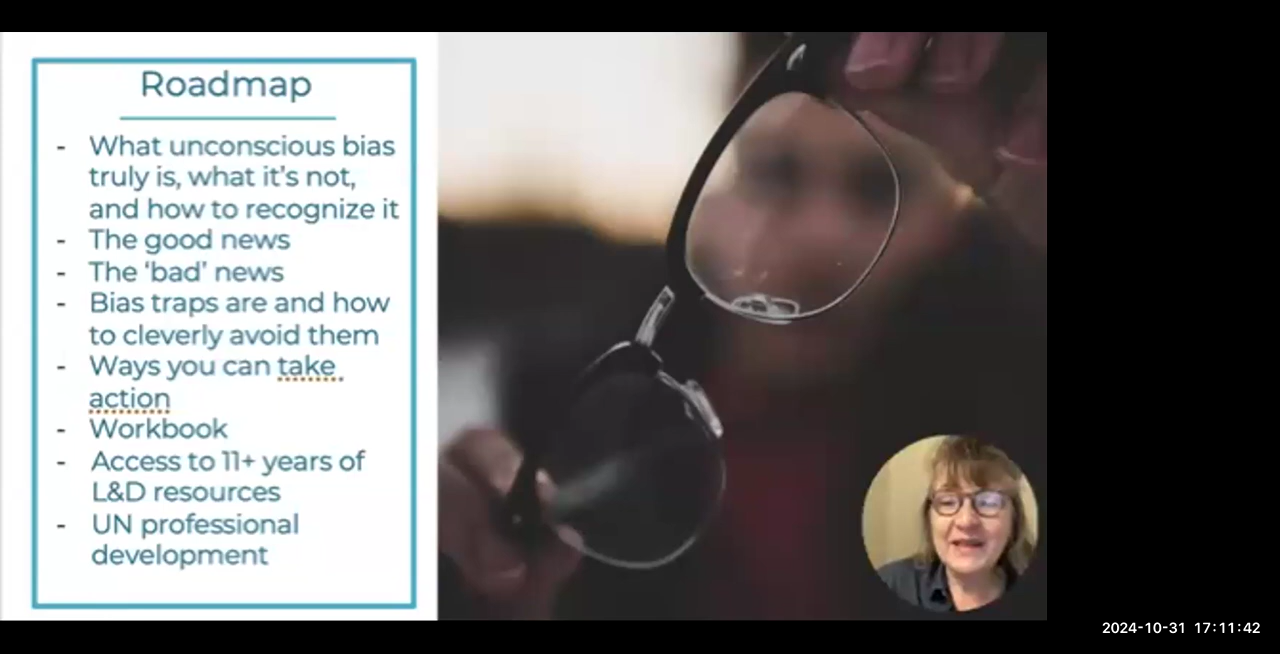 Roadmap
- What unconscious bias
truly is, what it's not,
and how to recognize it
- The good news
- The 'bad' news
- Bias traps are and how
to cleverly avoid them
- Ways you can take
action
- Workbook
- Access to 11+ years of
L&D resources
- UN professional
development
2024-10-31 17:11:42